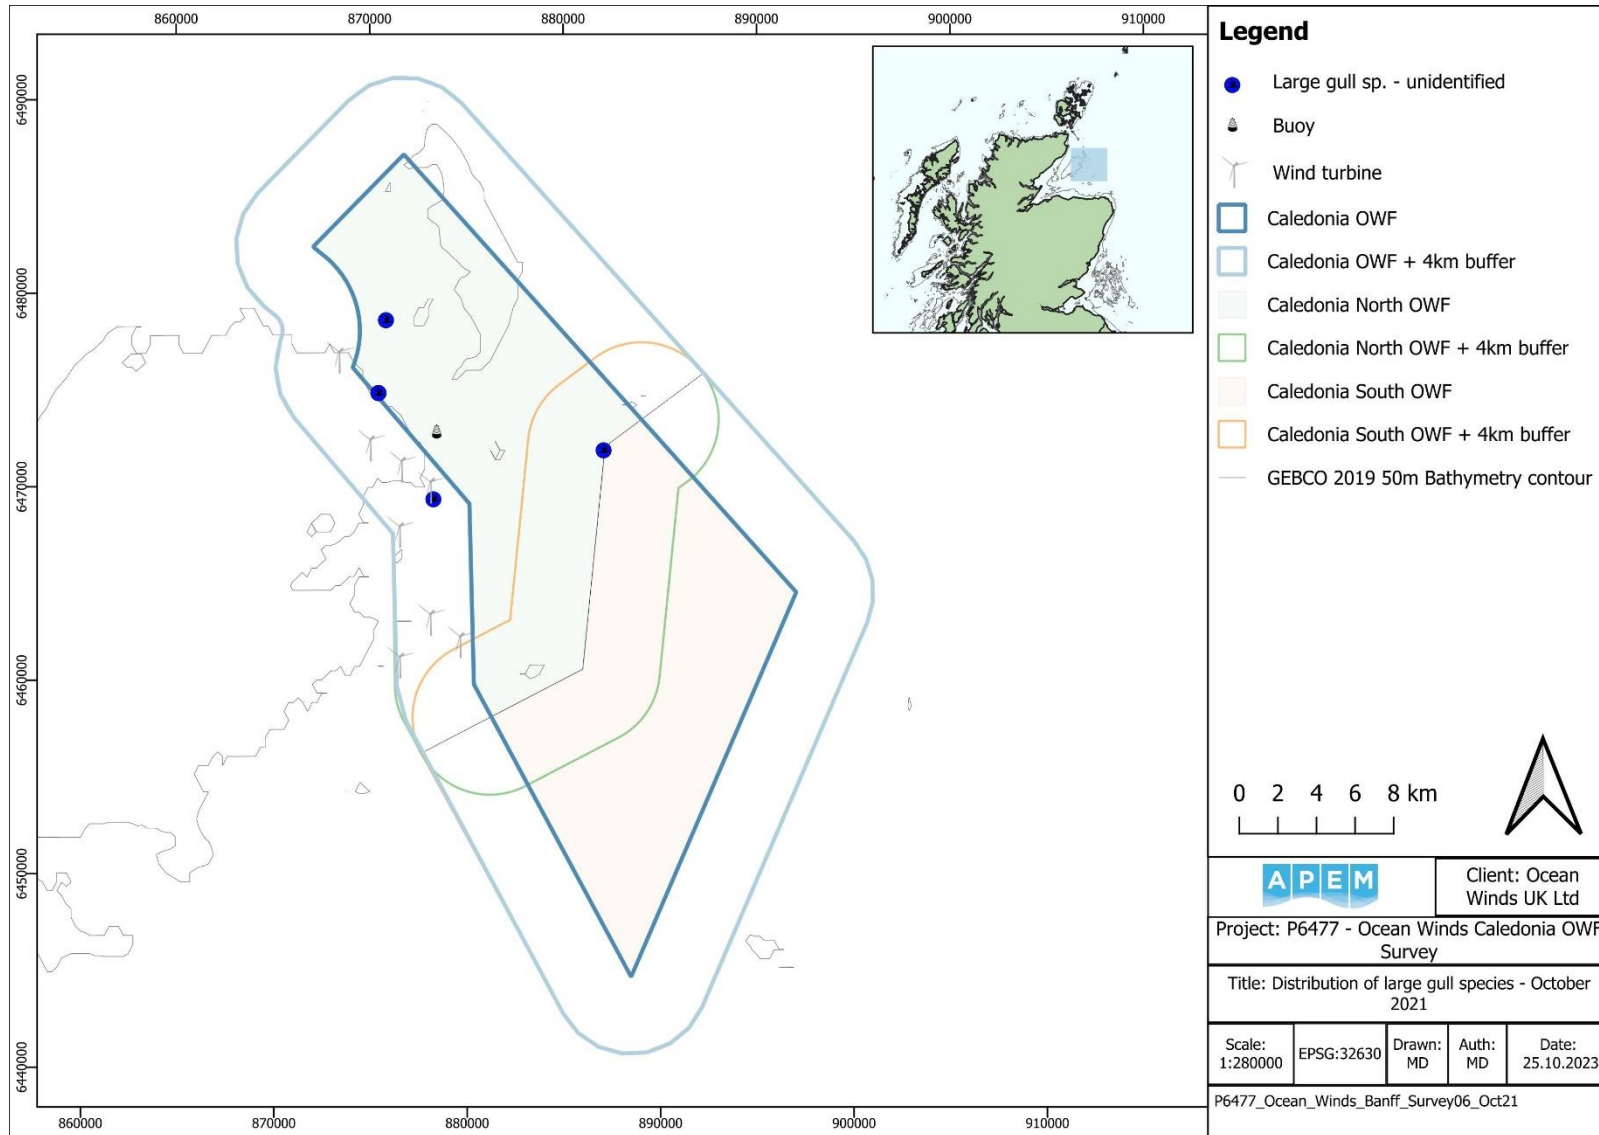 860000 870000 880000 890000 900000 910000
6490000
6480000
6470000
6460000
6450000
6440000
860000 870000 880000 890000 900000 910000
Legend
Large gull sp. - unidentified
Buoy
Wind turbine
Caledonia OWF
Caledonia OWF + 4km buffer
Caledonia North OWF
Caledonia North OWF + 4km buffer
Caledonia South OWF
Caledonia South OWF + 4km buffer
GEBCO 2019 50m Bathymetry contour
0 2 4 6 8 km
APEM
Client: Ocean
Winds UK Ltd
Project: P6477 - Ocean Winds Caledonia OWF
Survey
Title: Distribution of large gull species - October
2021
Scale:
1:280000
EPSG:32630
Drawn:
MD
Auth:
MD
Date:
25.10.2023
P6477_Ocean_Winds_Banff_Survey06_Oct21